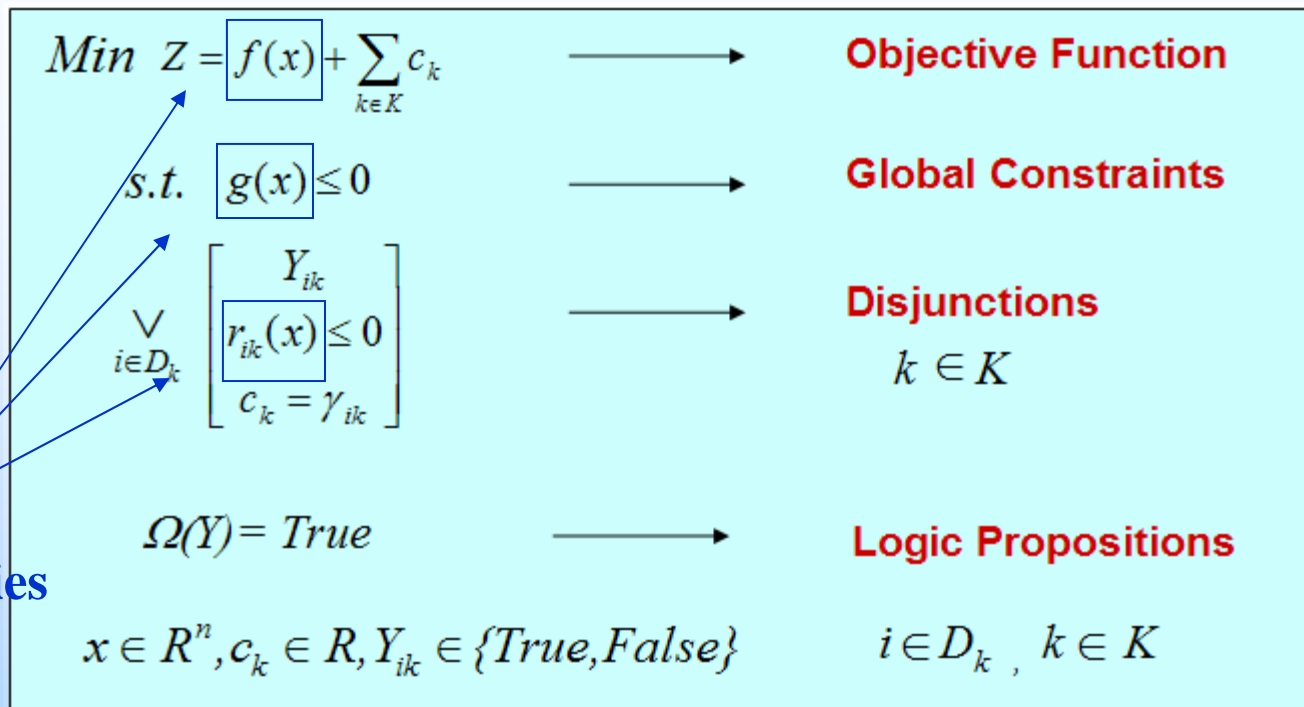 Min Z = f(x) + ∑ c_k
k∈K
Objective Function
s.t. g(x) ≤ 0
Global Constraints
Y_ik
∨ r_ik(x) ≤ 0
i∈D_k
c_k = γ_ik
Disjunctions
k ∈ K
Ω(Y) = True
Logic Propositions
x ∈ R^n, c_k ∈ R, Y_ik ∈ {True, False}
i ∈ D_k , k ∈ K